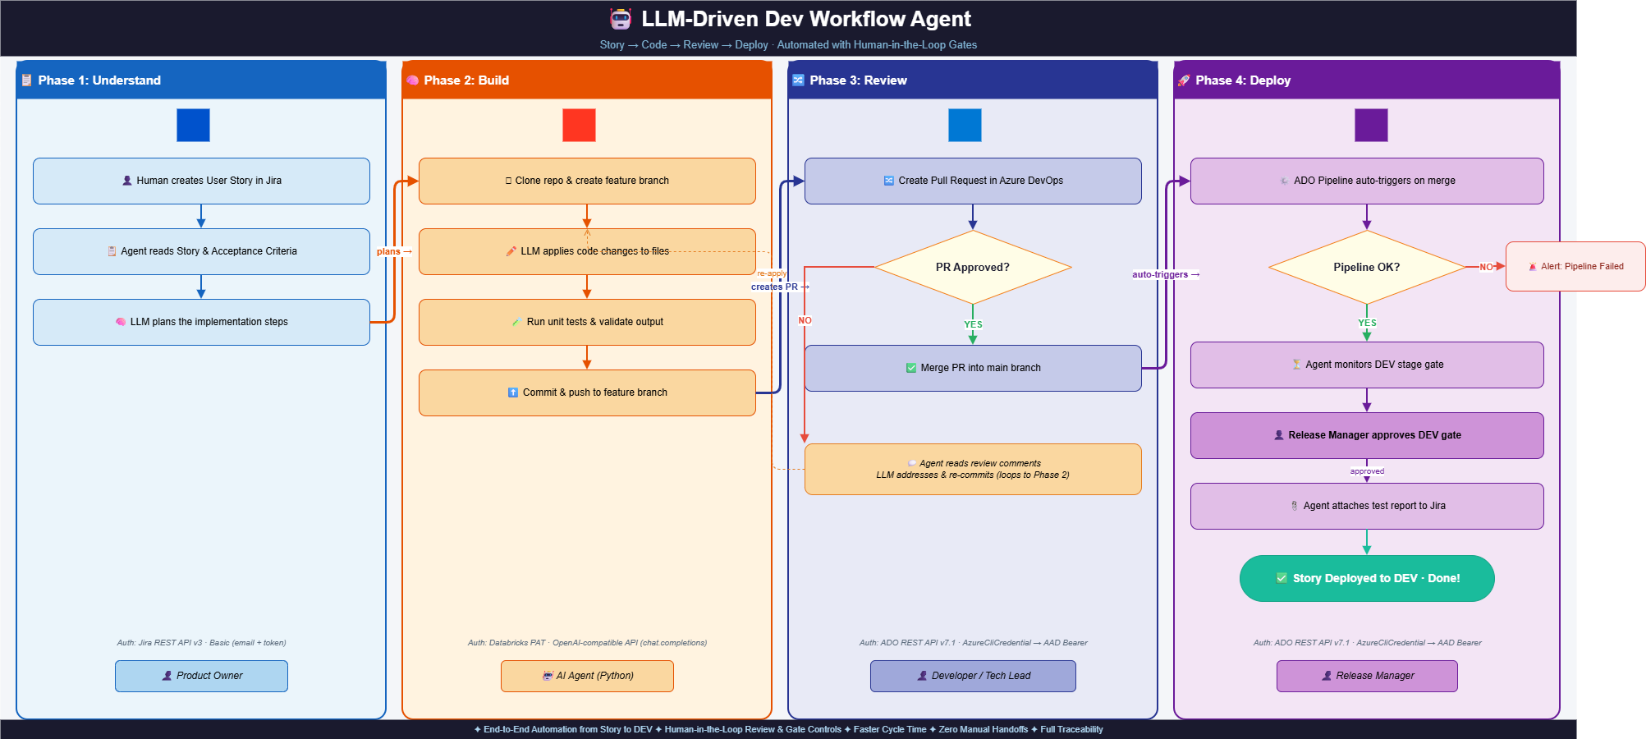 LLM-Driven Dev Workflow Agent
Story → Code → Review → Deploy · Automated with Human-in-the-Loop Gates
Phase 1: Understand
Human creates User Story in Jira
Agent reads Story & Acceptance Criteria
LLM plans the implementation steps
Auth: Jira REST API v3 · Basic (email + token)
Product Owner
plans →
Phase 2: Build
Clone repo & create feature branch
LLM applies code changes to files
Run unit tests & validate output
Commit & push to feature branch
Auth: Databricks PAT · OpenAI-compatible API (chat.completions)
AI Agent (Python)
re-apply
creates PR →
Phase 3: Review
Create Pull Request in Azure DevOps
PR Approved?
NO
YES
Merge PR into main branch
Agent reads review comments
LLM addresses & re-commits (loops to Phase 2)
Auth: ADO REST API v7.1 · AzureCliCredential → AAD Bearer
Developer / Tech Lead
auto-triggers →
Phase 4: Deploy
ADO Pipeline auto-triggers on merge
Pipeline OK?
NO
Alert: Pipeline Failed
YES
Agent monitors DEV stage gate
Release Manager approves DEV gate
approved
Agent attaches test report to Jira
Story Deployed to DEV · Done!
Auth: ADO REST API v7.1 · AzureCliCredential → AAD Bearer
Release Manager
✦ End-to-End Automation from Story to DEV ✦ Human-in-the-Loop Review & Gate Controls ✦ Faster Cycle Time ✦ Zero Manual Handoffs ✦ Full Traceability